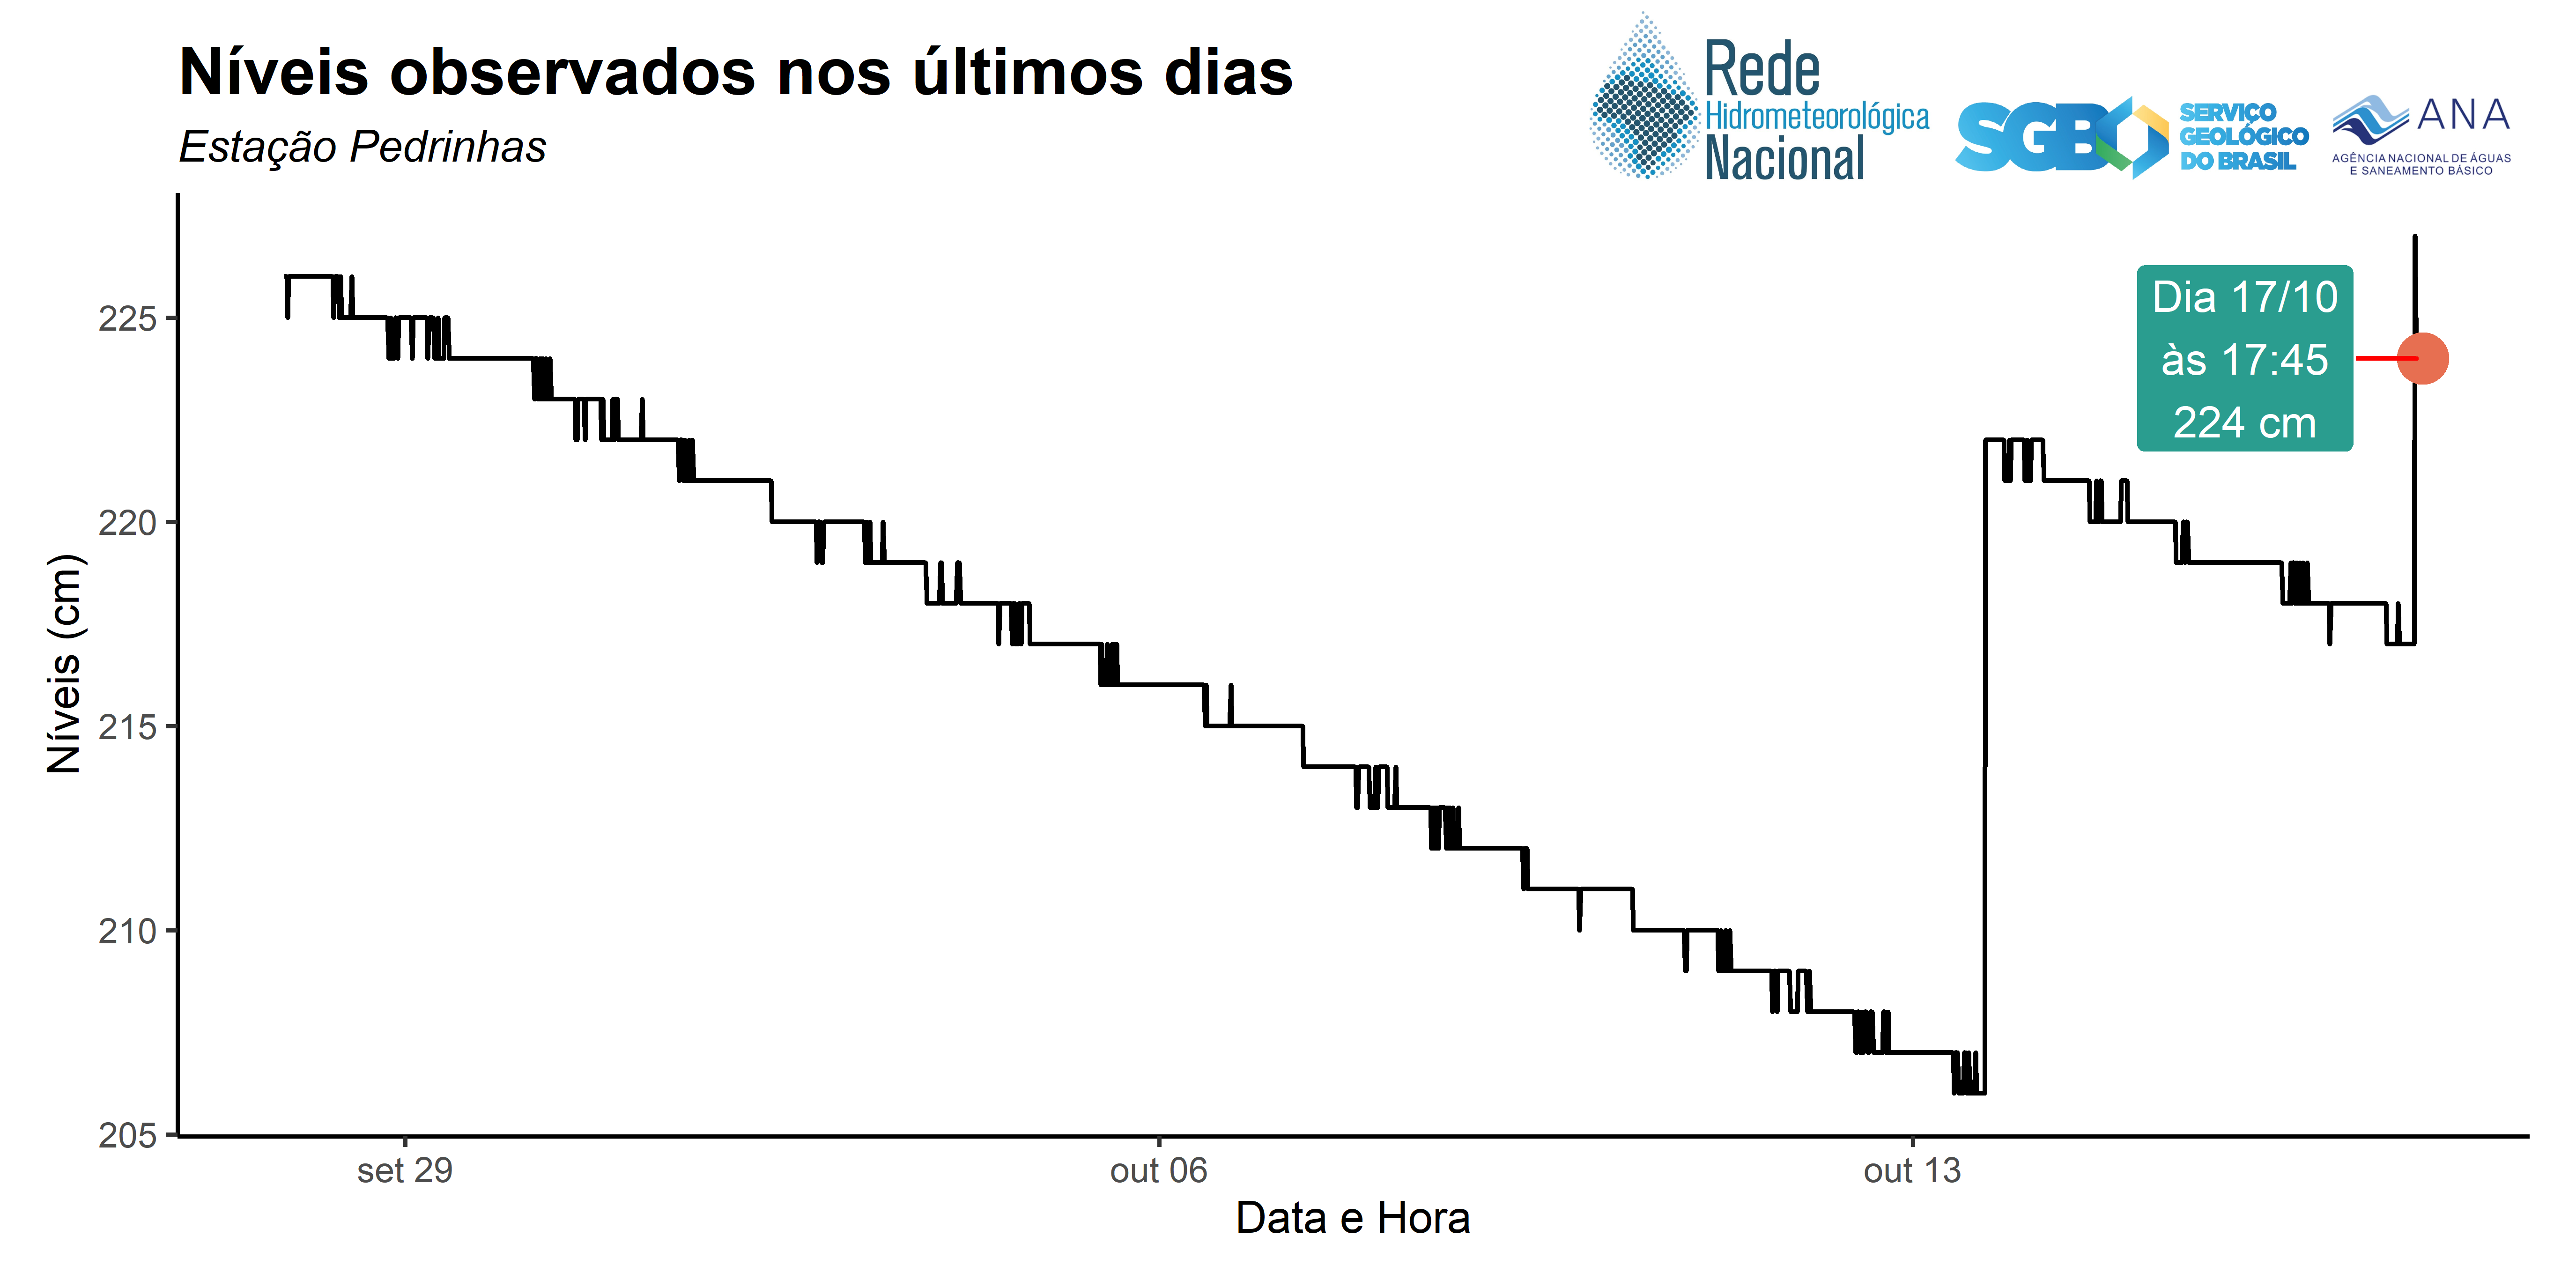 Níveis observados nos últimos dias
Estação Pedrinhas
Rede
Hidrometeorológica
Nacional
SGB
SERVIÇO
GEOLÓGICO
DO BRASIL
ANA
AGÊNCIA NACIONAL DE ÁGUAS
E SANEAMENTO BÁSICO
Dia 17/10
às 17:45
224 cm
Níveis (cm)
225
220
215
210
205
set 29
out 06
out 13
Data e Hora